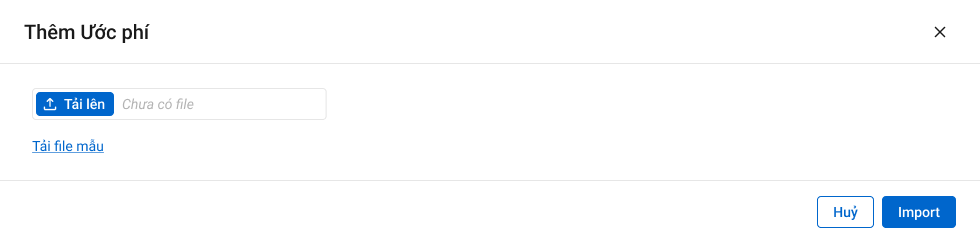 Thêm Ước phí
Tải lên Chưa có file
Tải file mẫu
Huỷ Import